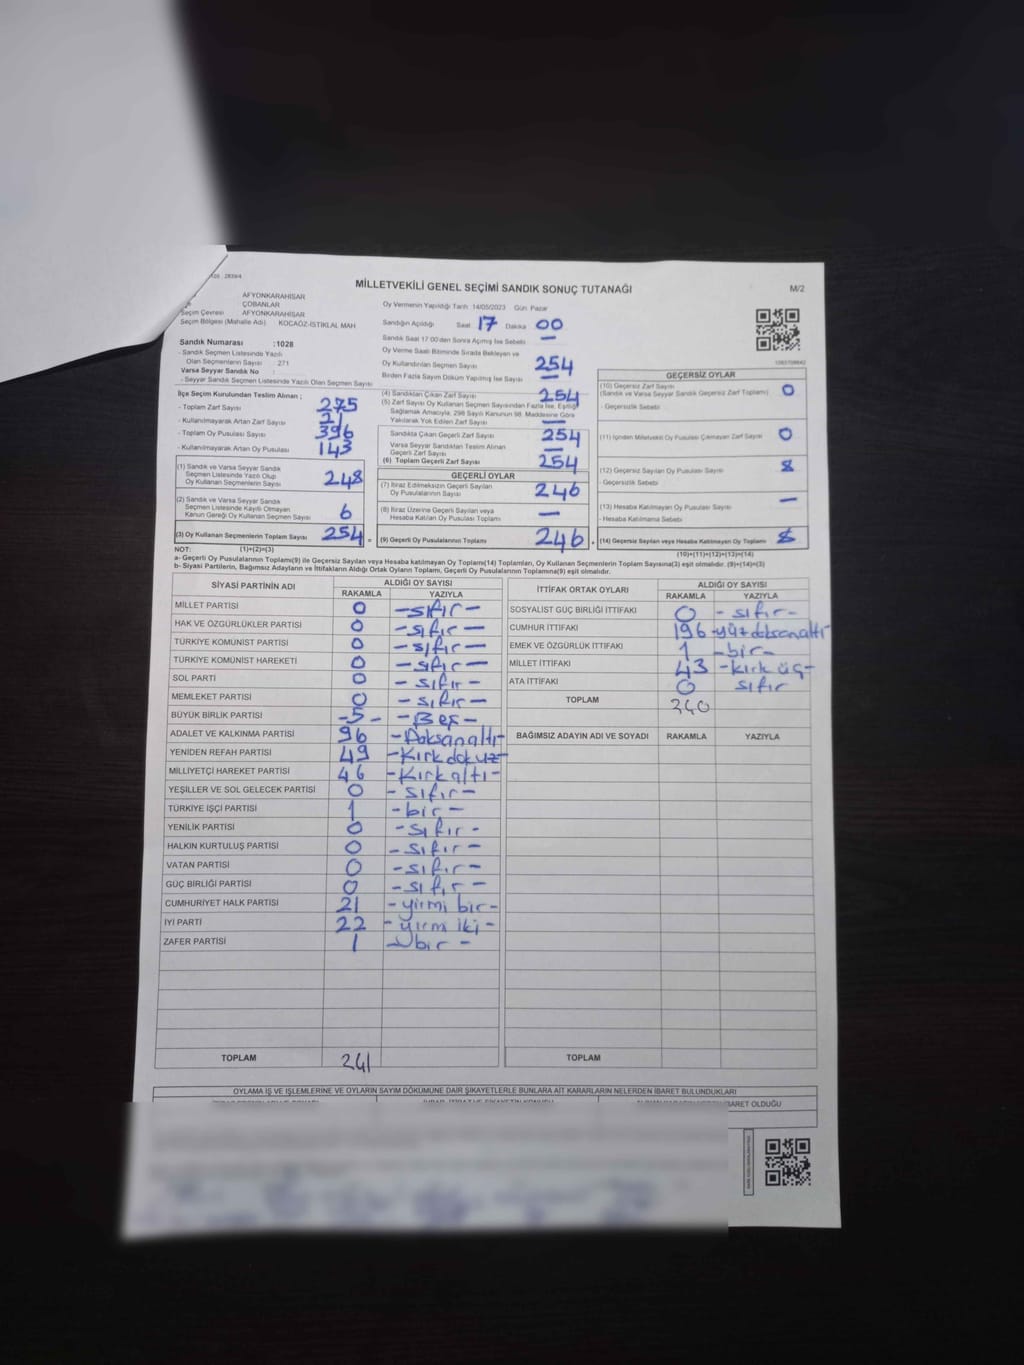 MİLLETVEKİLİ GENEL SEÇİMİ SANDIK SONUÇ TUTANAĞI
M/2
AFYONKARAHİSAR
ÇOBANLAR
Seçim Çevresi AFYONKARAHİSAR
Seçim Bölgesi (Mahalle Adı) KOCAÖZ-İSTİKLAL MAH
Sandık Numarası :1028
- Sandık Seçmen Listesinde Yazılı
Olan Seçmenlerin Sayısı : 271
Varsa Seyyar Sandık No :
- Seyyar Sandık Seçmen Listesinde Yazılı Olan Seçmen Sayısı
İlçe Seçim Kurulundan Teslim Alınan ;
- Toplam Zarf Sayısı 275
- Kullanılmayarak Artan Zarf Sayısı 21
- Toplam Oy Pusulası Sayısı 396
- Kullanılmayarak Artan Oy Pusulası 143
(1) Sandık ve Varsa Seyyar Sandık
Seçmen Listesinde Yazılı Olup
Oy Kullanan Seçmenlerin Sayısı 248
(2) Sandık ve Varsa Seyyar Sandık
Seçmen Listesinde Kayıtlı Olmayan
Kanun Gereği Oy Kullanan Seçmen Sayısı 6
(3) Oy Kullanan Seçmenlerin Toplam Sayısı 254 =
(1)+(2)=(3)
Oy Vermenin Yapıldığı Tarih 14/05/2023 Gün Pazar
Sandığın Açıldığı Saat 17 Dakika 00
Sandık Saat 17:00'den Sonra Açılmış İse Sebebi —
Oy Verme Saati Bitiminde Sırada Bekleyen ve
Oy Kullandırılan Seçmen Sayısı 254
Birden Fazla Sayım Döküm Yapılmış İse Sayısı —
(4) Sandıktan Çıkan Zarf Sayısı 254
(5) Zarf Sayısı Oy Kullanan Seçmen Sayısından Fazla İse, Eşitliği
Sağlamak Amacıyla, 298 Sayılı Kanunun 98. Maddesine Göre
Yakılarak Yok Edilen Zarf Sayısı —
Sandıkta Çıkan Geçerli Zarf Sayısı 254
Varsa Seyyar Sandıktan Teslim Alınan
Geçerli Zarf Sayısı —
(6) Toplam Geçerli Zarf Sayısı 254
GEÇERLİ OYLAR
(7) İtiraz Edilmeksizin Geçerli Sayılan
Oy Pusulasının Sayısı 246
(8) İtiraz Üzerine Geçerli Sayılan veya
Hesaba Katılan Oy Pusulası Toplamı —
(9) Geçerli Oy Pusulalarının Toplamı 246 +
GEÇERSİZ OYLAR
(10) Geçersiz Zarf Sayısı
(Sandık ve Varsa Seyyar Sandık Geçersiz Zarf Toplamı) 0
- Geçersizlik Sebebi
(11) İçinden Milletvekili Oy Pusulası Çıkmayan Zarf Sayısı 0
(12) Geçersiz Sayılan Oy Pusulası Sayısı 8
- Geçersizlik Sebebi
(13) Hesaba Katılmayan Oy Pusulası Sayısı —
- Hesaba Katılmama Sebebi
(14) Geçersiz Sayılan veya Hesaba Katılmayan Oy Toplamı 8
(10)+(11)+(12)+(13)=(14)
NOT:
a- Geçerli Oy Pusulalarının Toplamı(9) ile Geçersiz Sayılan veya Hesaba Katılmayan Oy Pusulalarının Toplamı(14) Toplamları, Oy Kullanan Seçmenlerin Toplam Sayısına(3) eşit olmalıdır. (9)+(14)=(3)
b- Siyasi Partilerin, Bağımsız Adayların ve İttifakların Aldığı Ortak Oyların Toplamı, Geçerli Oy Pusulalarının Toplamına(9) eşit olmalıdır.
SİYASİ PARTİNİN ADI ALDIĞI OY SAYISI
RAKAMLA YAZIYLA
MİLLET PARTİSİ 0 -sıfır-
HAK VE ÖZGÜRLÜKLER PARTİSİ 0 -sıfır-
TÜRKİYE KOMÜNİST PARTİSİ 0 -sıfır-
TÜRKİYE KOMÜNİST HAREKETİ 0 -sıfır-
SOL PARTİ 0 -sıfır-
MEMLEKET PARTİSİ 0 -sıfır-
BÜYÜK BİRLİK PARTİSİ -5- -Beş-
ADALET VE KALKINMA PARTİSİ 96 -Doksanaltı-
YENİDEN REFAH PARTİSİ 49 -Kırkdokuz-
MİLLİYETÇİ HAREKET PARTİSİ 46 -Kırkaltı-
YEŞİLLER VE SOL GELECEK PARTİSİ 0 -sıfır-
TÜRKİYE İŞÇİ PARTİSİ 1 -bir-
YENİLİK PARTİSİ 0 -sıfır-
HALKIN KURTULUŞ PARTİSİ 0 -sıfır-
VATAN PARTİSİ 0 -sıfır-
GÜÇ BİRLİĞİ PARTİSİ 0 -sıfır-
CUMHURİYET HALK PARTİSİ 21 -yirmi bir-
İYİ PARTİ 22 -yirmi iki-
ZAFER PARTİSİ 1 -bir-
TOPLAM 241
İTTİFAK ORTAK OYLARI ALDIĞI OY SAYISI
RAKAMLA YAZIYLA
SOSYALİST GÜÇ BİRLİĞİ İTTİFAKI 0 -sıfır-
CUMHUR İTTİFAKI 196 -yüzdoksanaltı
EMEK VE ÖZGÜRLÜK İTTİFAKI 1 -bir-
MİLLET İTTİFAKI 43 -kırk üç-
ATA İTTİFAKI 0 sıfır
TOPLAM 240
BAĞIMSIZ ADAYIN ADI VE SOYADI RAKAMLA YAZIYLA
TOPLAM
OYLAMA İŞ VE İŞLEMLERİNE VE OYLARIN SAYIM DÖKÜMÜNE DAİR ŞİKAYETLERLE BUNLARA AİT KARARLARIN NELERDEN İBARET BULUNDUKLARI